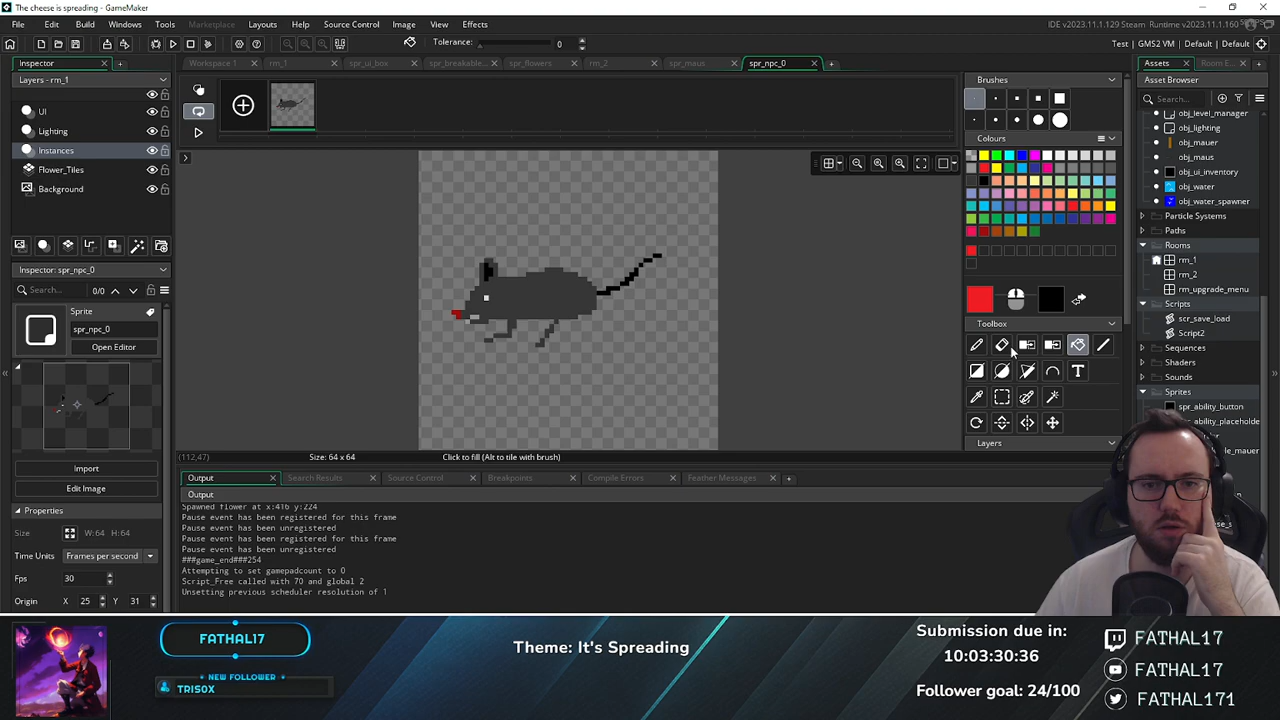 The cheese is spreading - GameMaker
File Edit Build Windows Tools Marketplace Layouts Source Control Image View Effects
IDE v2023.11.1.129 Steam Runtime v2023.11.1.160
Tolerance: 0
Test | GMS2 VM | Default | Default
Inspector
Workspace 1 rm_1 spr_ui_box spr_breakable... spr_flowers rm_2 spr_maus spr_npc_0
Assets Room E...
Layers - rm_1
Brushes
Asset Browser
Search...
UI
Lighting
Instances
Flower_Tiles
Background
Colours
obj_level_manager
obj_lighting
obj_mauer
obj_maus
obj_ui_inventory
obj_water
obj_water_spawner
Particle Systems
Paths
Rooms
rm_1
rm_2
rm_upgrade_menu
Scripts
scr_save_load
Script2
Sequences
Shaders
Sounds
Sprites
spr_ability_button
spr_ability_placeholde
Inspector: spr_npc_0
Search... 0/0
Sprite
spr_npc_0
Open Editor
Import
Edit Image
Properties
Size W:64 H:64
Time Units Frames per second
Fps 30
Origin X 25 Y 31
Toolbox
T
Layers
(112,47) Size: 64 x 64 Click to fill (Alt to tile with brush)
Output Search Results Source Control Breakpoints Compile Errors Feather Messages
Output
Spawned flower at x:416 y:224
Pause event has been registered for this frame
Pause event has been unregistered
Pause event has been registered for this frame
Pause event has been unregistered
###game_end###254
Attempting to set gamepadcount to 0
Script_Free called with 70 and global 2
Unsetting previous scheduler resolution of 1
FATHAL17
NEW FOLLOWER
TRISOX
Theme: It's Spreading
Submission due in:
10:03:30:36
Follower goal: 24/100
FATHAL17
FATHAL17
FATHAL171